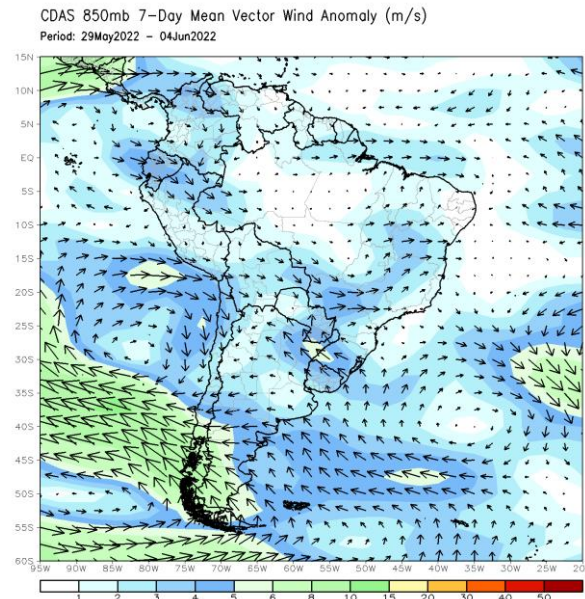 CDAS 850mb 7-Day Mean Vector Wind Anomaly (m/s)
Period: 29May2022 - 04Jun2022
15N
10N
5N
EQ
5S
10S
15S
20S
25S
30S
35S
40S
45S
50S
55S
60S
95W 90W 85W 80W 75W 70W 65W 60W 55W 50W 45W 40W 35W 30W 25W 20
1 2 3 4 5 6 8 10 15 20 30 40 50